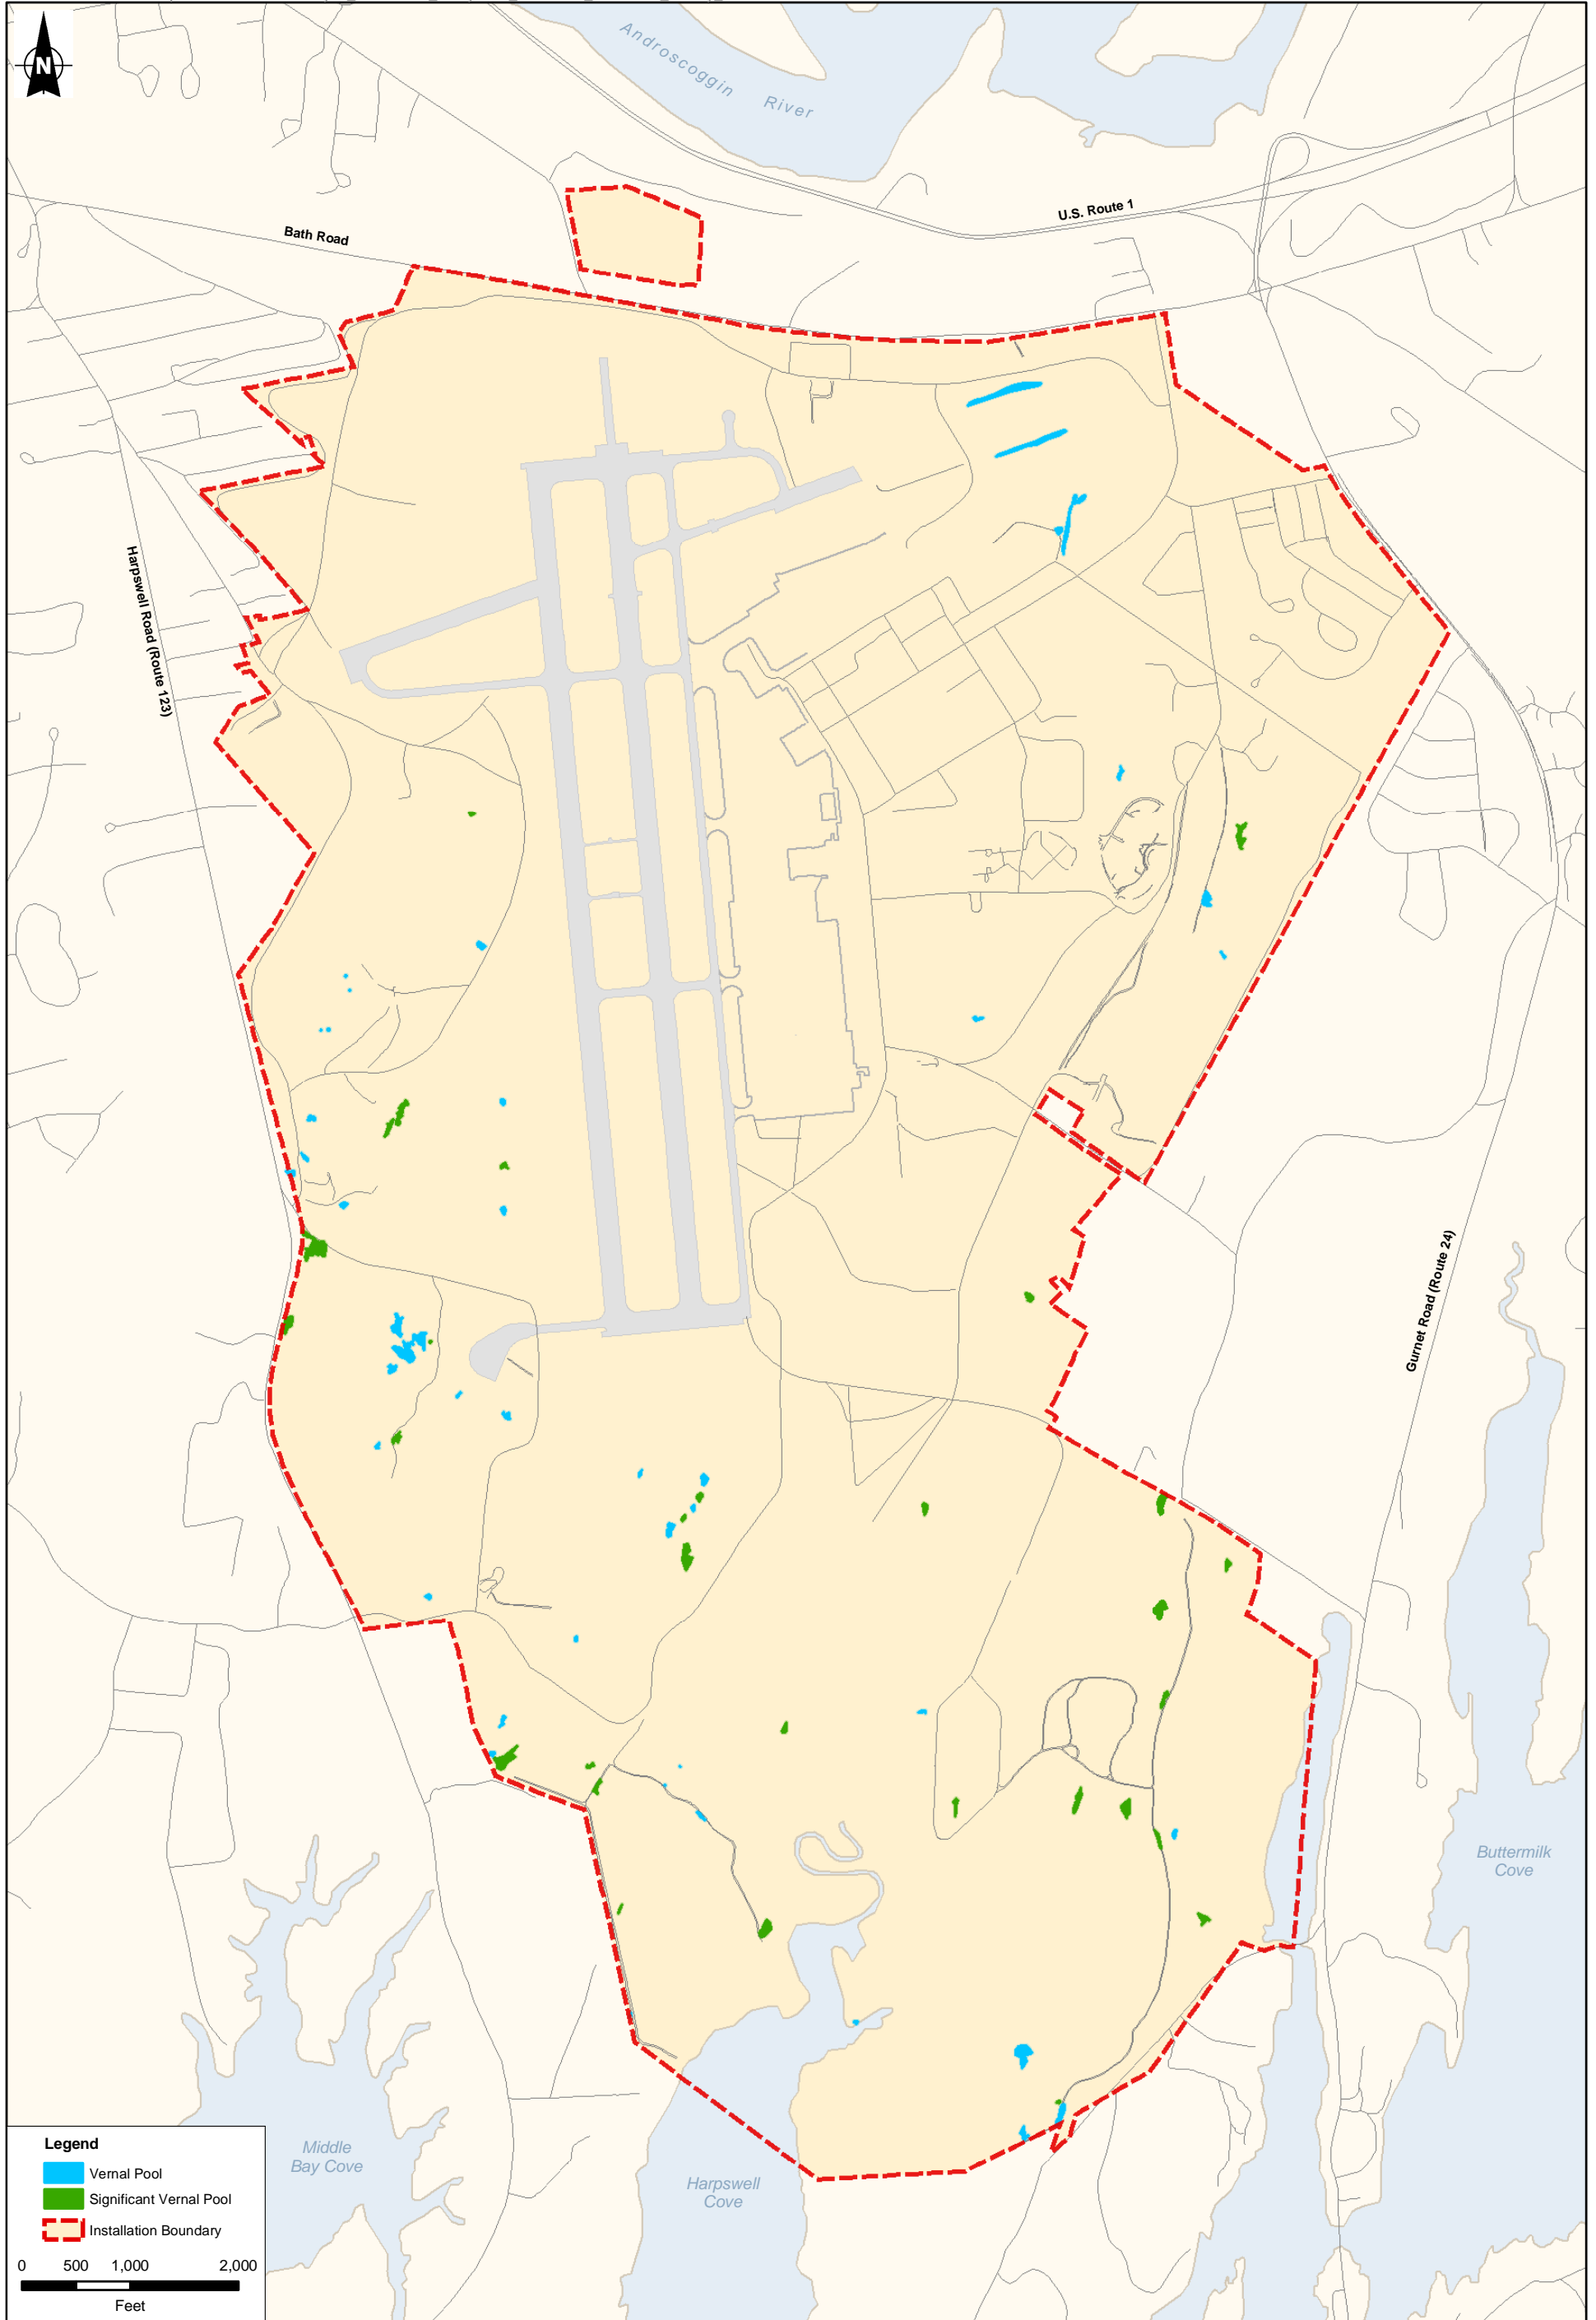 N
Androscoggin
River
U.S. Route 1
Bath Road
Harpswell Road (Route 123)
Gurnet Road (Route 24)
Buttermilk
Cove
Middle
Bay Cove
Harpswell
Cove
Legend
Vernal Pool
Significant Vernal Pool
Installation Boundary
0 500 1,000 2,000
Feet